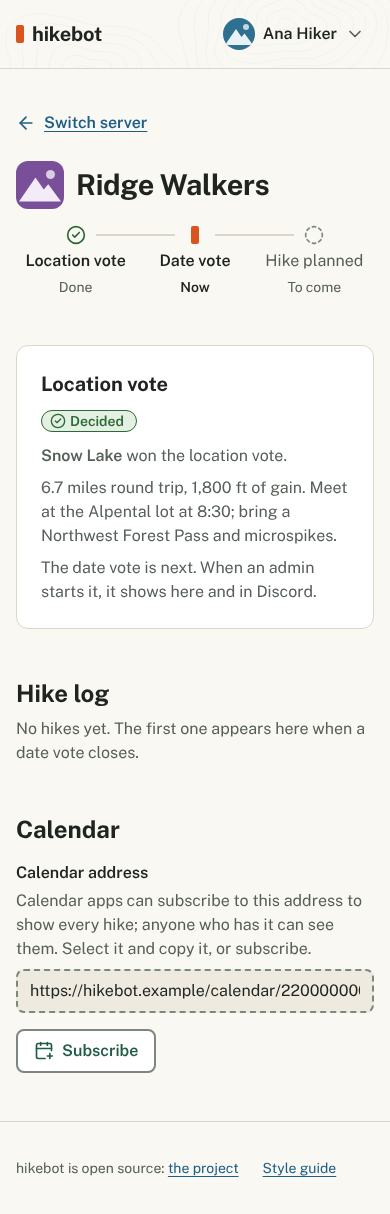 hikebot
Ana Hiker
Switch server
Ridge Walkers
Location vote
Date vote
Hike planned
Done
Now
To come
Location vote
Decided
Snow Lake won the location vote.
6.7 miles round trip, 1,800 ft of gain. Meet
at the Alpental lot at 8:30; bring a
Northwest Forest Pass and microspikes.
The date vote is next. When an admin
starts it, it shows here and in Discord.
Hike log
No hikes yet. The first one appears here when a
date vote closes.
Calendar
Calendar address
Calendar apps can subscribe to this address to
show every hike; anyone who has it can see
them. Select it and copy it, or subscribe.
https://hikebot.example/calendar/22000000
Subscribe
hikebot is open source: the project
Style guide